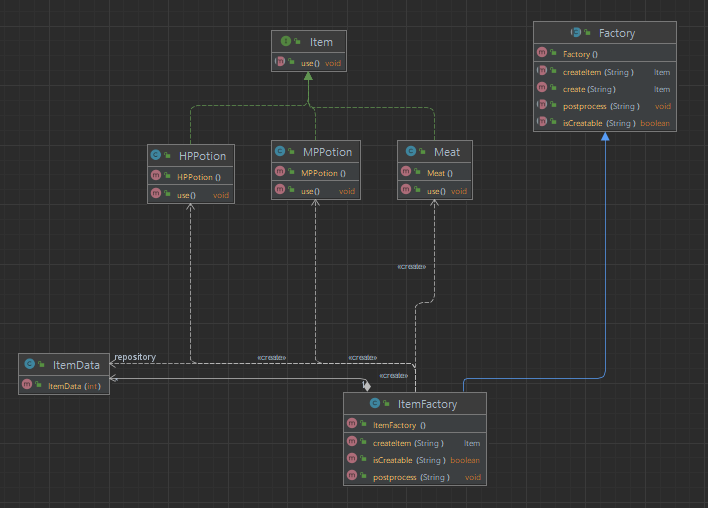 Item
use() void
Factory
Factory ()
createItem (String) Item
create (String) Item
postprocess (String) void
isCreatable (String) boolean
HPPotion
HPPotion ()
use() void
MPPotion
MPPotion ()
use() void
Meat
Meat ()
use() void
«create»
repository
«create»
«create»
«create»
ItemData
ItemData (int)
ItemFactory
ItemFactory ()
createItem (String) Item
isCreatable (String) boolean
postprocess (String) void